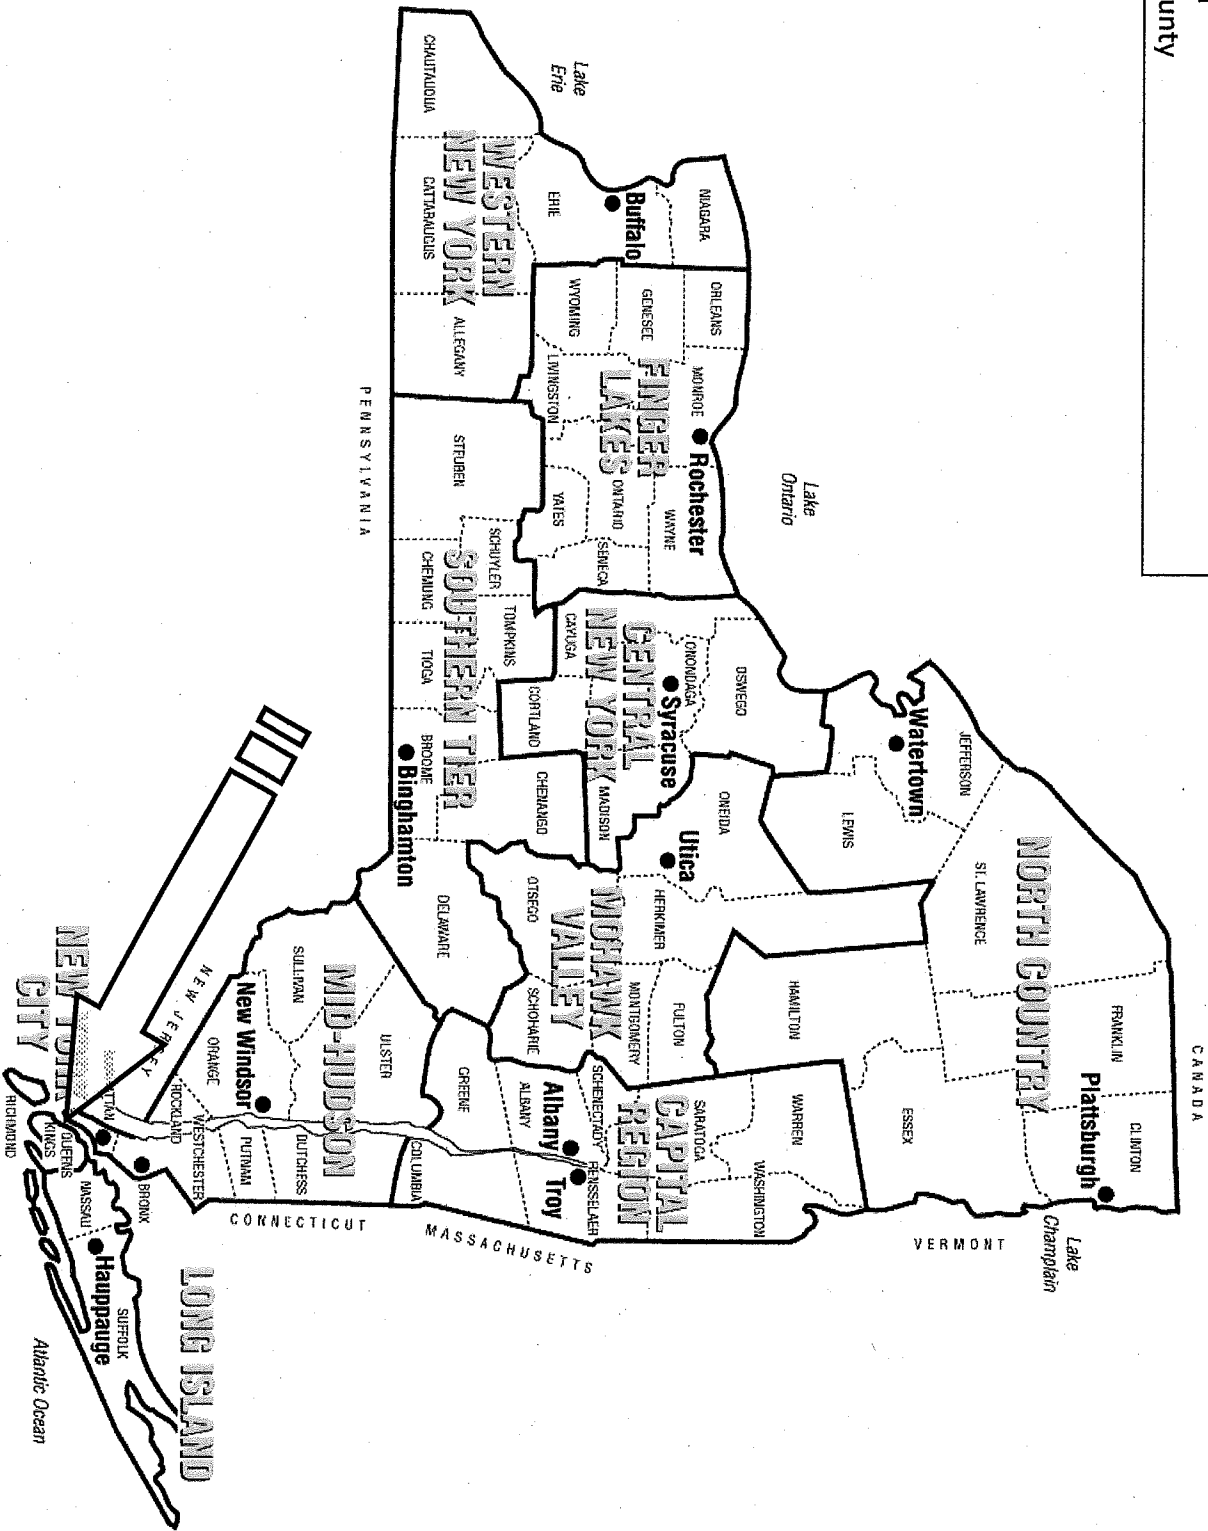 unty
CANADA
CLINTON
Plattsburgh
FRANKLIN
Lake
Champlain
ST. LAWRENCE
NORTH COUNTRY
JEFFERSON
Watertown
ESSEX
VERMONT
LEWIS
HAMILTON
WARREN
WASHINGTON
Lake
Ontario
OSWEGO
ONEIDA
Utica
HERKIMER
FULTON
SARATOGA
NIAGARA
ORLEANS
MONROE
Rochester
WAYNE
ONONDAGA
Syracuse
CENTRAL
NEW YORK
MADISON
MONTGOMERY
MOHAWK
VALLEY
CAPITAL
REGION
Buffalo
GENESEE
FINGER
LAKES
ONTARIO
SENECA
CAYUGA
SCHENECTADY
RENSSELAER
Lake
Erie
ERIE
WYOMING
LIVINGSTON
YATES
CORTLAND
CHENANGO
OTSEGO
SCHOHARIE
Albany
Troy
ALBANY
MASSACHUSETTS
WESTERN
NEW YORK
SCHUYLER
TOMPKINS
CHAUTAUQUA
CATTARAUGUS
ALLEGANY
STEUBEN
CHEMUNG
TIOGA
BROOME
SOUTHERN TIER
Binghamton
DELAWARE
GREENE
COLUMBIA
PENNSYLVANIA
ULSTER
MID-HUDSON
SULLIVAN
DUTCHESS
CONNECTICUT
New Windsor
ORANGE
PUTNAM
NEW JERSEY
ROCKLAND
WESTCHESTER
LONG ISLAND
BRONX
TTAN
NEW YORK
CITY
NASSAU
SUFFOLK
Hauppauge
QUEENS
KINGS
RICHMOND
Atlantic Ocean